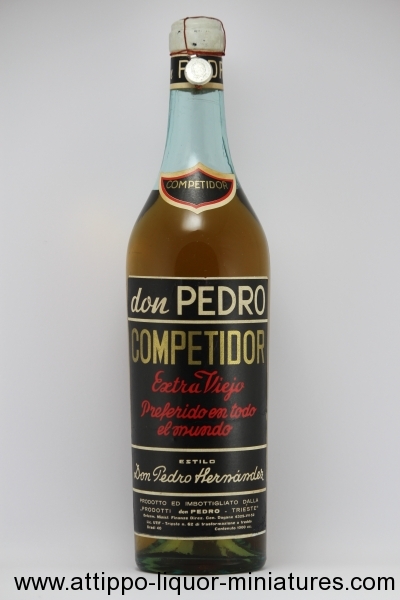 COMPETIDOR
don PEDRO
COMPETIDOR
Extra Viejo
Preferido en todo
el mundo
ESTILO
Don Pedro Hernández
PRODOTTO ED IMBOTTIGLIATO DALLA
"PRODOTTI don PEDRO - TRIESTE"
www.attippo-liquor-miniatures.com